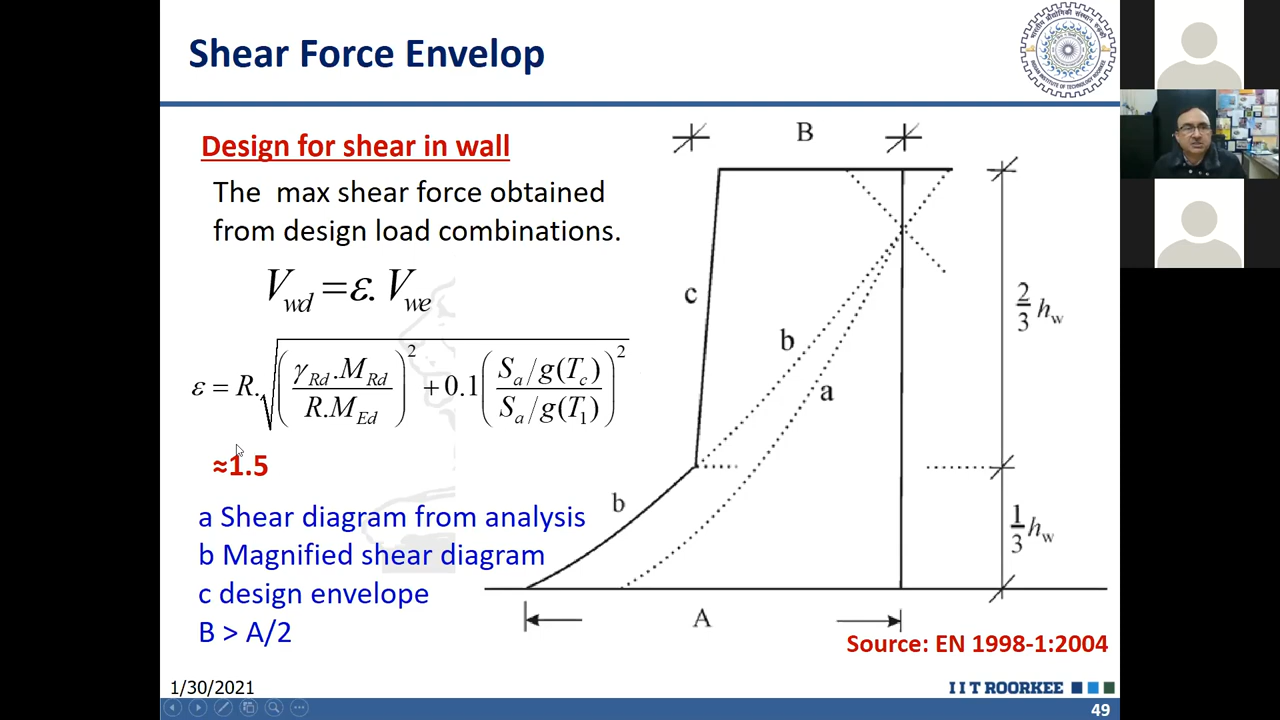 Shear Force Envelop
Design for shear in wall
The max shear force obtained
from design load combinations.
V_wd = ε. V_we
ε = R.√((γ_Rd.M_Rd / R.M_Ed)² + 0.1(S_a/g(T_c) / S_a/g(T_1))²)
≈1.5
a Shear diagram from analysis
b Magnified shear diagram
c design envelope
B > A/2
B
c
b
a
b
A
2/3 h_w
1/3 h_w
Source: EN 1998-1:2004
1/30/2021
I I T ROORKEE
49